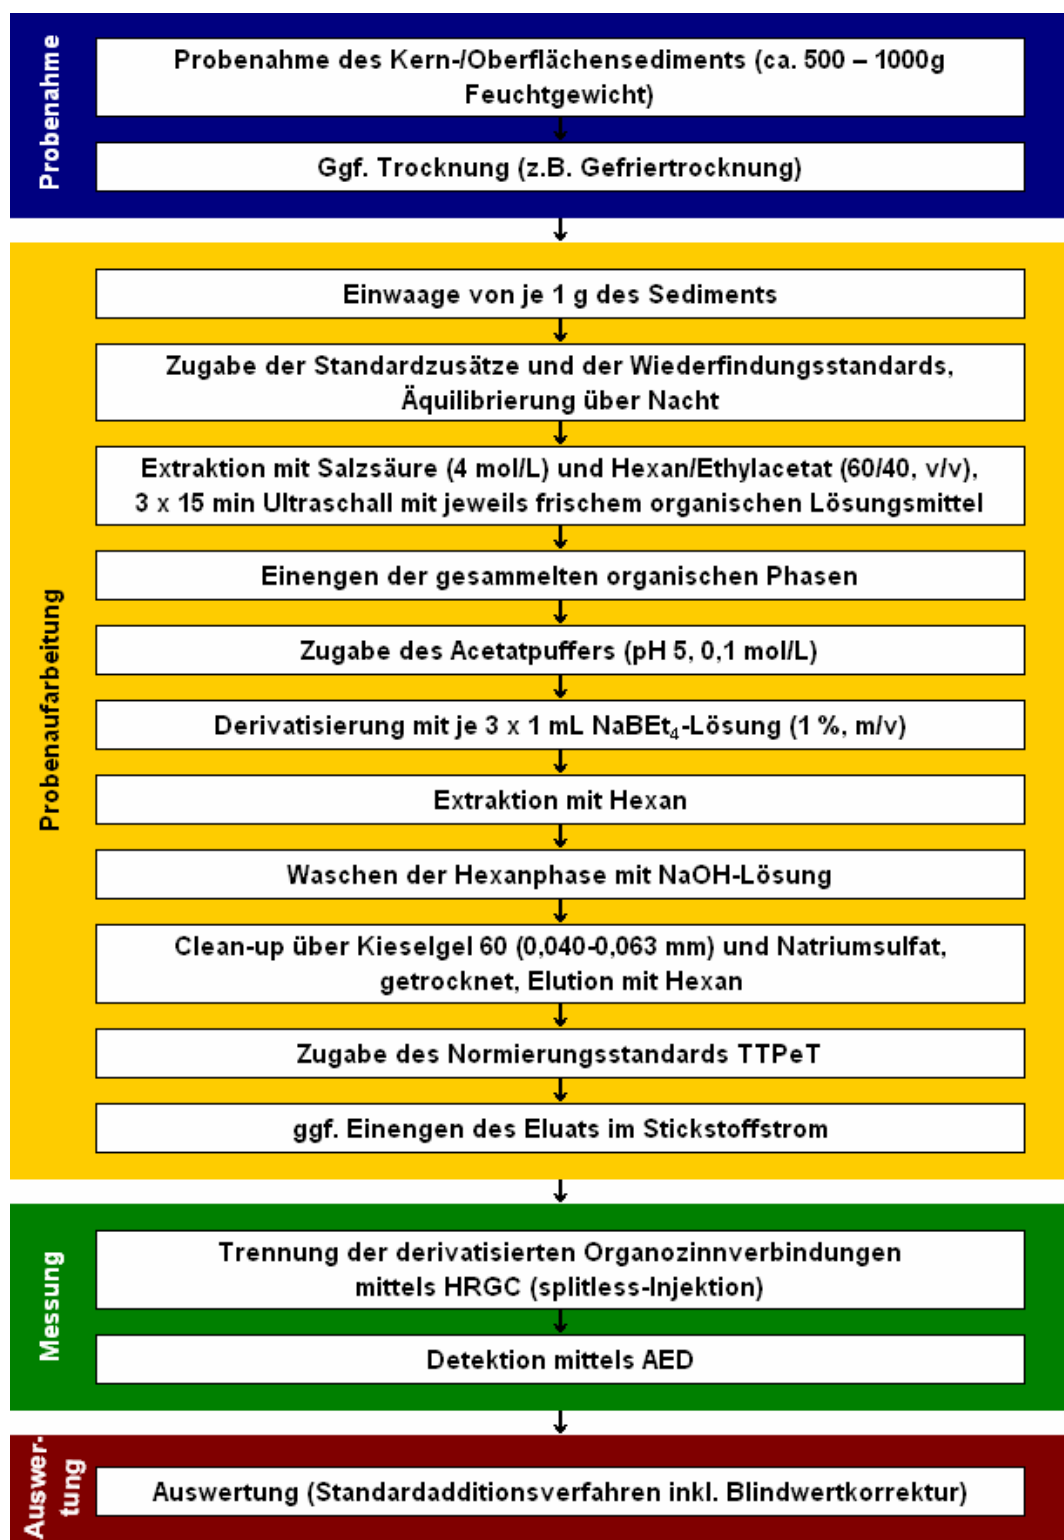 Probenahme
Probenahme des Kern-/Oberflächensediments (ca. 500 – 1000g
Feuchtgewicht)
Ggf. Trocknung (z.B. Gefriertrocknung)
Probenaufarbeitung
Einwaage von je 1 g des Sediments
Zugabe der Standardzusätze und der Wiederfindungsstandards,
Äquilibrierung über Nacht
Extraktion mit Salzsäure (4 mol/L) und Hexan/Ethylacetat (60/40, v/v),
3 x 15 min Ultraschall mit jeweils frischem organischen Lösungsmittel
Einengen der gesammelten organischen Phasen
Zugabe des Acetatpuffers (pH 5, 0,1 mol/L)
Derivatisierung mit je 3 x 1 mL NaBEt₄-Lösung (1 %, m/v)
Extraktion mit Hexan
Waschen der Hexanphase mit NaOH-Lösung
Clean-up über Kieselgel 60 (0,040-0,063 mm) und Natriumsulfat,
getrocknet, Elution mit Hexan
Zugabe des Normierungsstandards TTPeT
ggf. Einengen des Eluats im Stickstoffstrom
Messung
Trennung der derivatisierten Organozinnverbindungen
mittels HRGC (splitless-Injektion)
Detektion mittels AED
Auswer-
tung
Auswertung (Standardadditionsverfahren inkl. Blindwertkorrektur)